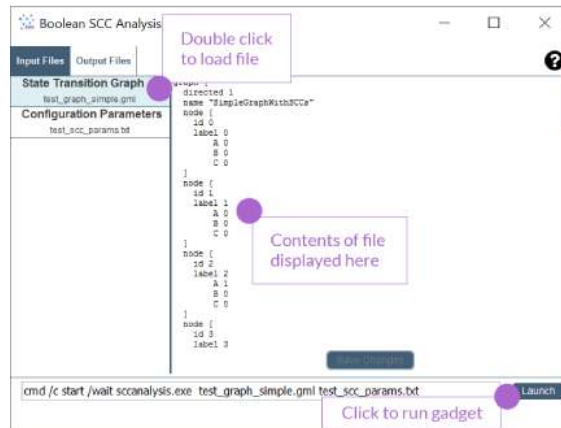 Boolean SCC Analysis
Double click
to load file
Input Files
Output Files
?
State Transition Graph
test_graph_simple.gml
Configuration Parameters
test_scc_params.txt
graph [
directed 1
name "SimpleGraphWithSCCs"
node [
id 0
label 0
A 0
B 0
C 0
]
node [
id 1
label 1
A 0
B 0
C 0
]
node [
id 2
label 2
A 1
B 0
C 0
]
node [
id 3
label 3
Contents of file
displayed here
Save Changes
cmd /c start /wait sccanalysis.exe test_graph_simple.gml test_scc_params.txt
Launch
Click to run gadget